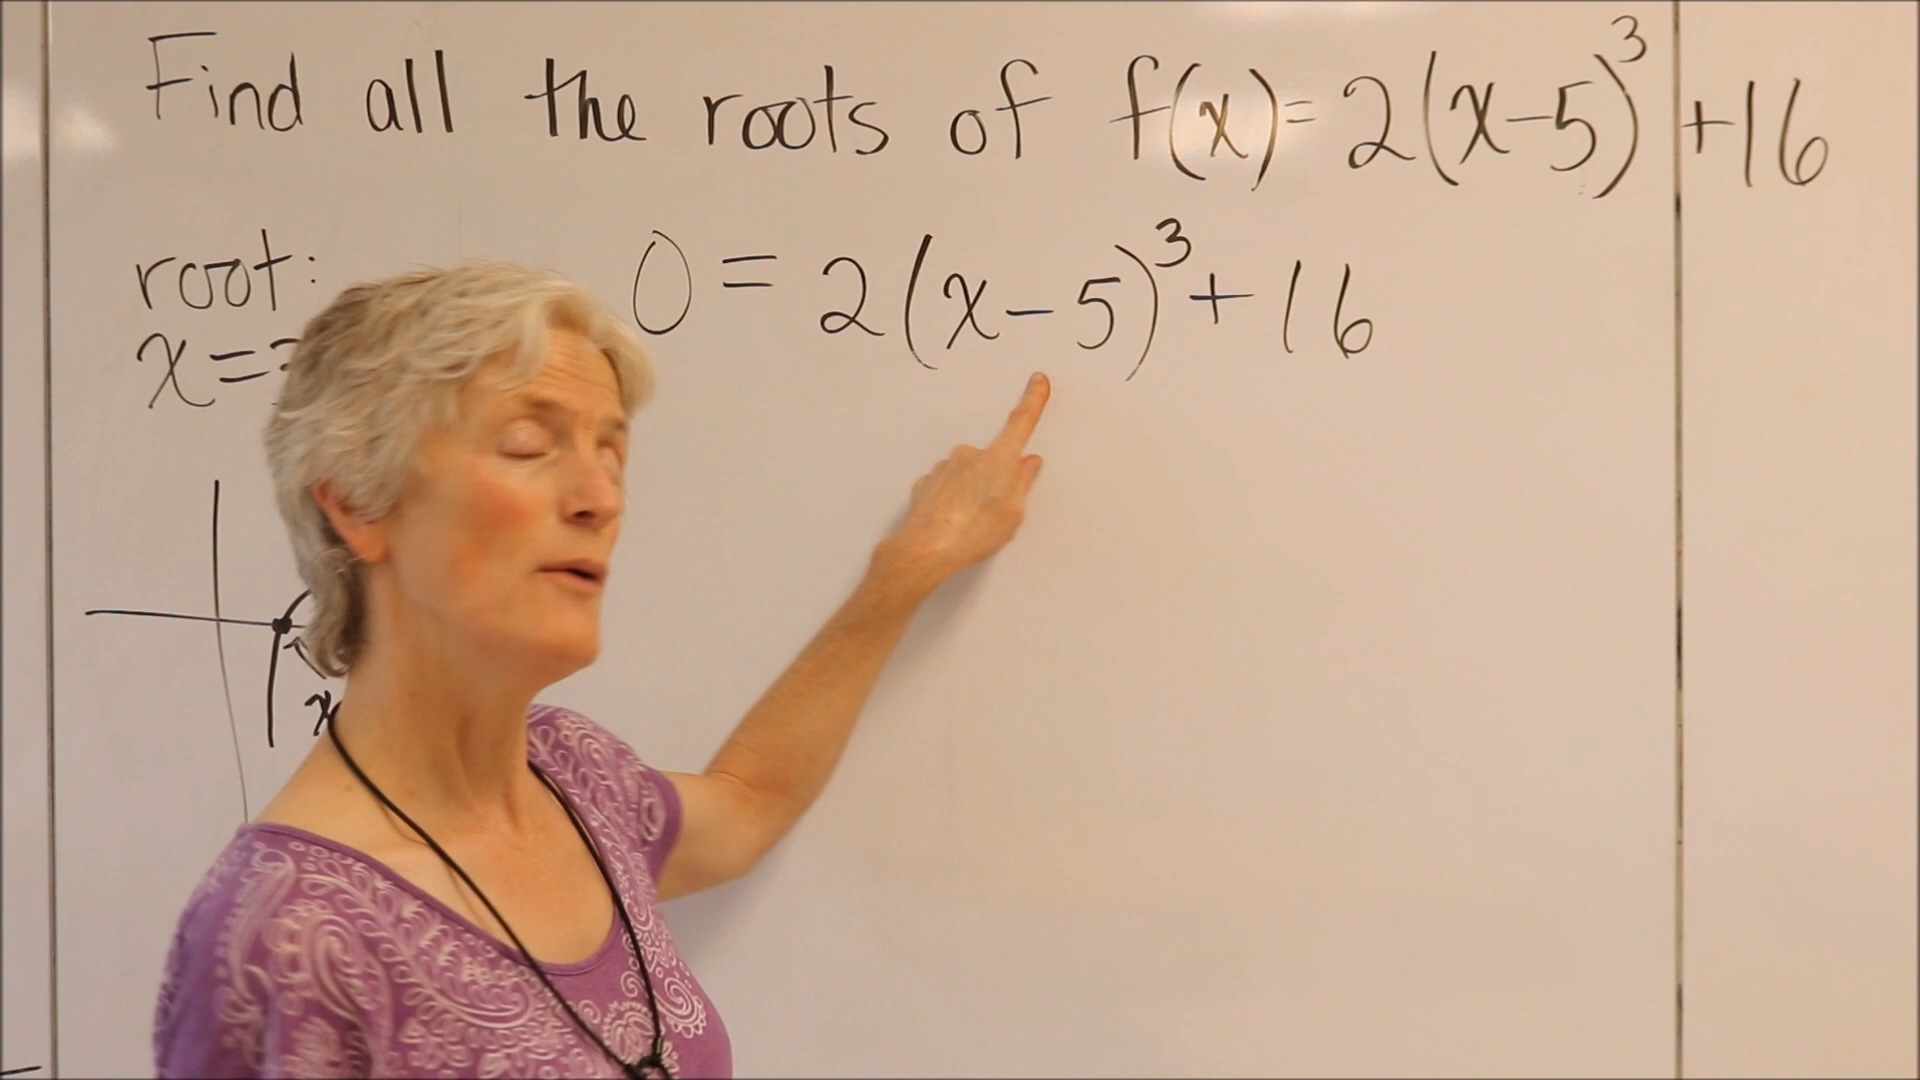 Find all the roots of f(x)=2(x-5)³+16
root:
0=2(x-5)³+16
x=
x